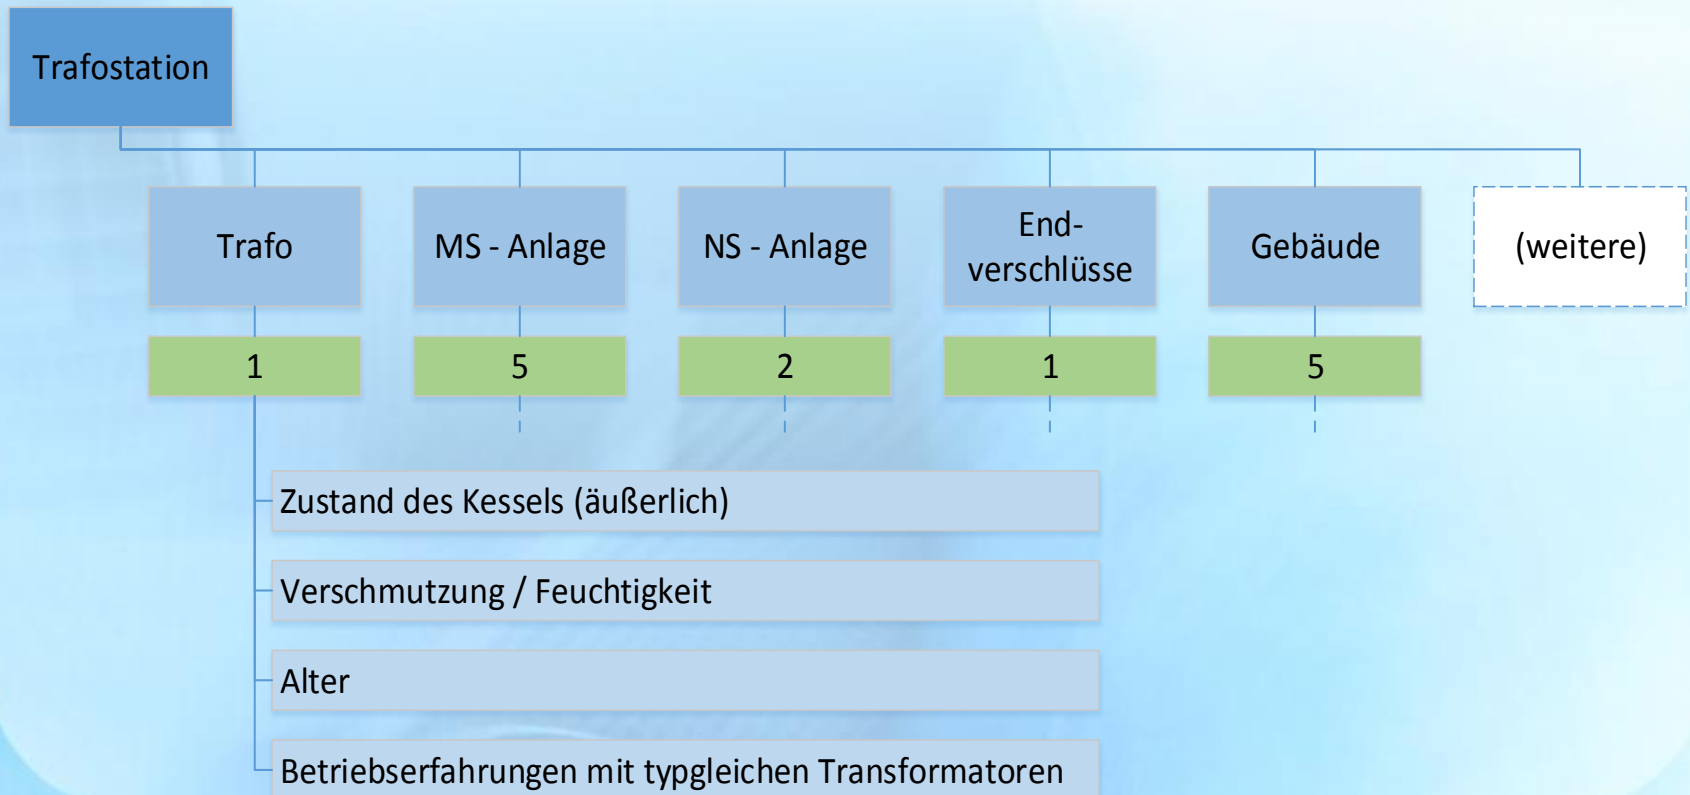 Trafostation
Trafo
MS - Anlage
NS - Anlage
End-
verschlüsse
Gebäude
(weitere)
1
5
2
1
5
Zustand des Kessels (äußerlich)
Verschmutzung / Feuchtigkeit
Alter
Betriebserfahrungen mit typgleichen Transformatoren